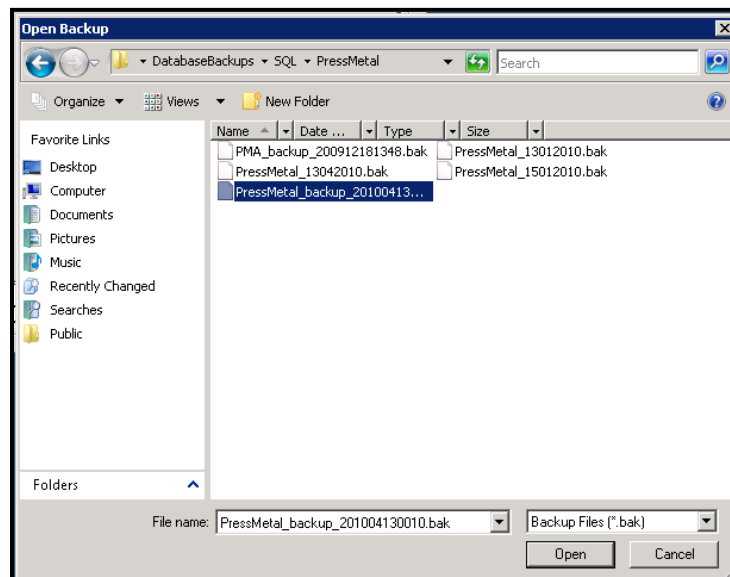 Open Backup
DatabaseBackups SQL PressMetal Search
Organize Views New Folder
Favorite Links
Desktop
Computer
Documents
Pictures
Music
Recently Changed
Searches
Public
Folders
Name Date ... Type Size
PMA_backup_200912181348.bak PressMetal_13012010.bak
PressMetal_13042010.bak PressMetal_15012010.bak
PressMetal_backup_20100413...
File name: PressMetal_backup_201004130010.bak Backup Files (*.bak)
Open Cancel